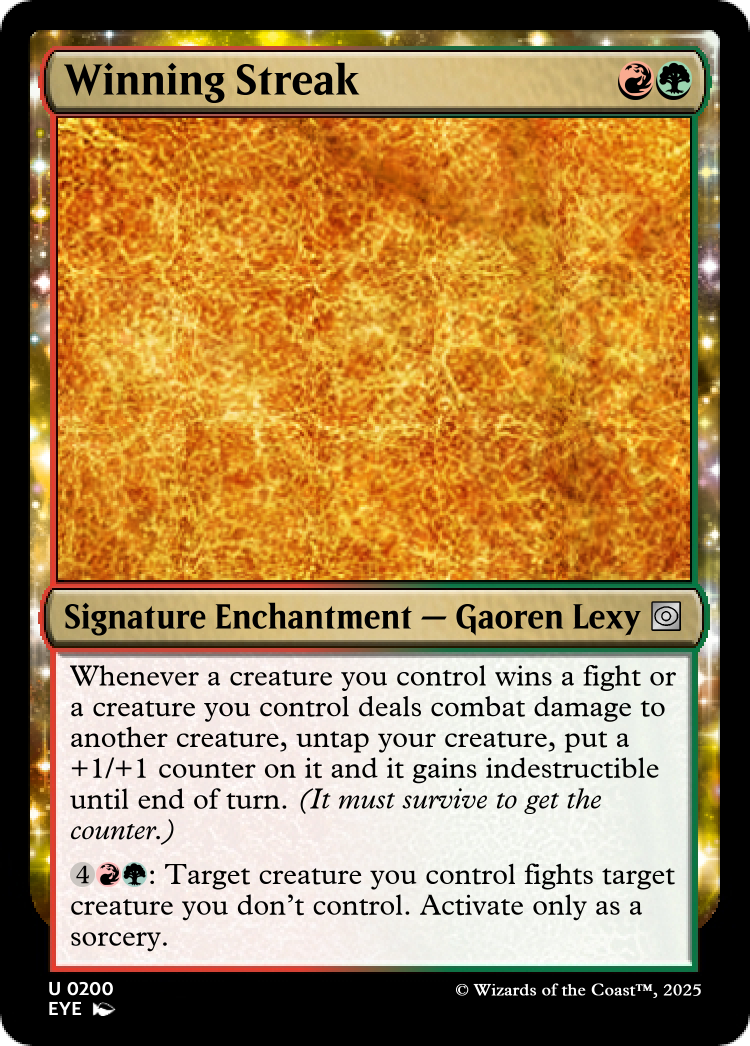 Winning Streak
Signature Enchantment — Gaoren Lexy
Whenever a creature you control wins a fight or
a creature you control deals combat damage to
another creature, untap your creature, put a
+1/+1 counter on it and it gains indestructible
until end of turn. (It must survive to get the
counter.)
4: Target creature you control fights target
creature you don't control. Activate only as a
sorcery.
U 0200
EYE
© Wizards of the Coast™, 2025